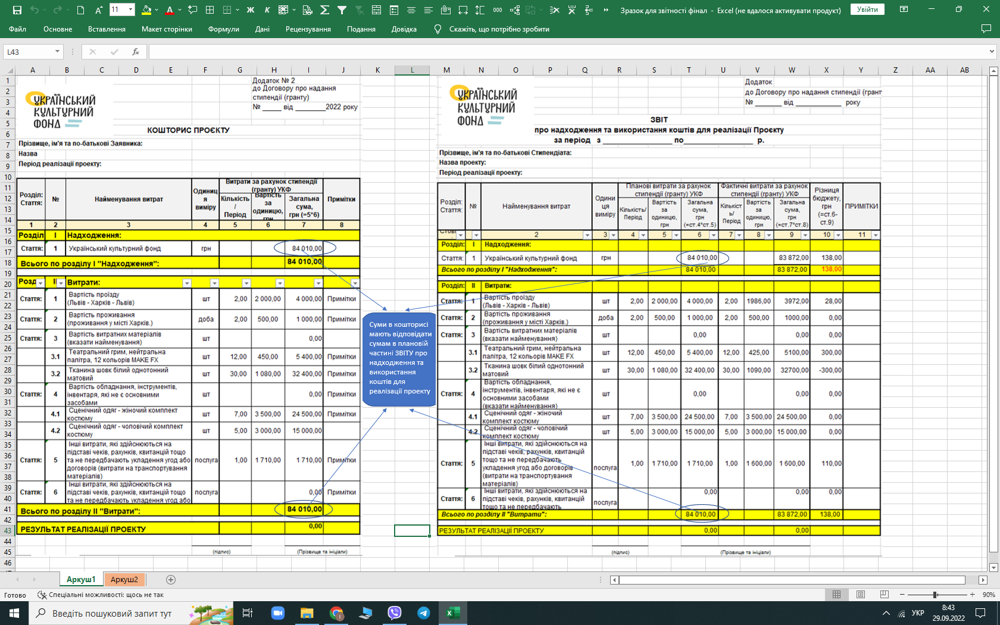 11
Ж
К
Зразок для звітності фінал - Excel (не вдалося активувати продукт)
Увійти
Файл Основне Вставлення Макет сторінки Формули Дані Рецензування Подання Довідка Скажіть, що потрібно зробити
L43
fx
A B C D E F G H I J K L M N O P Q R S T U V W X Y Z AA AB
УКРАЇНСЬКИЙ
КУЛЬТУРНИЙ
ФОНД
Додаток № 2
до Договору про надання
стипендії (гранту)
№ _____ від ________2022 року
КОШТОРИС ПРОЄКТУ
Прізвище, ім'я та по-батькові Заявника:
Назва
Період реалізації проекту:
Розділ: Стаття: № Найменування витрат Одиниця виміру Витрати за рахунок стипендії (гранту) УКФ Примітки
Кількість / Період Вартість за одиницю, грн Загальна сума, грн (=5*6)
1 2 3 4 5 6 7 8
Розділ I Надходження:
Стаття: 1 Український культурний фонд грн 84 010,00
Всього по розділу I "Надходження": 84 010,00
Розд II Витрати:
Стаття: 1 Вартість проїзду (Львів - Харків - Львів) шт 2,00 2 000,00 4 000,00 Примітки
Стаття: 2 Вартість проживання (проживання у місті Харків.) доба 2,00 500,00 1 000,00 Примітки
Стаття: 3 Вартість витратних матеріалів (вказати найменування) шт 0,00
3.1 Театральний грим, нейтральна палітра, 12 кольорів MAKE FX шт 12,00 450,00 5 400,00 Примітки
3.2 Тканина шовк білий однотонний матовий шт 30,00 1 080,00 32 400,00 Примітки
Стаття: 4 Вартість обладнання, інструментів, інвентаря, які не є основними засобами шт 0,00 Примітки
4.1 Сценічний одяг - жіночий комплект костюму шт 7,00 3 500,00 24 500,00 Примітки
4.2 Сценічний одяг - чоловічий комплект костюму шт 5,00 3 000,00 15 000,00
Стаття: 5 Інші витрати, які здійснюються на підставі чеків, рахунків, квитанцій тощо та не передбачають укладення угод або договорів (витрати на транспортування матеріалів) послуга 1,00 1 710,00 1 710,00 Примітки
Стаття: 6 Інші витрати, які здійснюються на підставі чеків, рахунків, квитанцій тощо та не передбачають укладення угод або послуга 0,00 Примітки
Всього по розділу II "Витрати": 84 010,00
РЕЗУЛЬТАТ РЕАЛІЗАЦІЇ ПРОЕКТУ 0,00
(підпис) (Прізвище та ініціали)
Суми в кошторисі
мають відповідати
сумам в плановій
частині ЗВІТУ про
надходження та
використання
коштів для
реалізації проекту
УКРАЇНСЬКИЙ
КУЛЬТУРНИЙ
ФОНД
Додаток
до Договору про надання стипендії (грант
№ _______ від ____________ року
ЗВІТ
про надходження та використання коштів для реалізації Проєкту
за період з _________________ по_________________ р.
Прізвище, ім'я та по-батькові Стипендіата:
Назва проекту:
Період реалізації проекту:
Розділ: Стаття: № Найменування витрат Одиниця виміру Планові витрати за рахунок стипендії (гранту) УКФ Фактичні витрати за рахунок стипендії (гранту) УКФ Різниця бюджету, грн (=ст.6-ст.9) ПРИМІТКИ
Кількість/ Період Вартість за одиницю, грн Загальна сума, грн (=ст.4*ст.5) Кількість/ Період Вартість за одиницю, грн Загальна сума, грн (=ст.7*ст.8)
2 3 4 5 6 7 8 9 10 11
Розділ: I Надходження:
Стаття: 1 Український культурний фонд грн 84 010,00 83 872,00 138,00
Всього по розділу I "Надходження": 84 010,00 83 872,00 138,00
Розділ: II Витрати:
Стаття: 1 Вартість проїзду (Львів - Харків - Львів) шт 2,00 2 000,00 4 000,00 2,00 1986,00 3972,00 28,00
Стаття: 2 Вартість проживання (проживання у місті Харків.) доба 2,00 500,00 1 000,00 2,00 500,00 1000,00 0,00
Стаття: 3 Вартість витратних матеріалів (вказати найменування) шт 0,00 0,00 0,00
3.1 Театральний грим, нейтральна палітра, 12 кольорів MAKE FX шт 12,00 450,00 5 400,00 12,00 425,00 5100,00 300,00
3.2 Тканина шовк білий однотонний матовий шт 30,00 1 080,00 32 400,00 30,00 1090,00 32700,00 -300,00
Стаття: 4 Вартість обладнання, інструментів, інвентаря, які не є основними засобами (вказати найменування) шт 0,00 0,00 0,00
4.1 Сценічний одяг - жіночий комплект костюму шт 7,00 3 500,00 24 500,00 7,00 3 500,00 24 500,00 0,00
4.2 Сценічний одяг - чоловічий комплект костюму шт 5,00 3 000,00 15 000,00 5,00 3 000,00 15 000,00 0,00
Стаття: 5 Інші витрати, які здійснюються на підставі чеків, рахунків, квитанцій тощо та не передбачають укладення угод або договорів (витрати на транспортування матеріалів) послуга 1,00 1 710,00 1 710,00 1,00 1 600,00 1 600,00 110,00
Стаття: 6 Інші витрати, які здійснюються на підставі чеків, рахунків, квитанцій тощо та не передбачають послуга 0,00 0,00 0,00
Всього по розділу II "Витрати": 84 010,00 83 872,00 138,00
РЕЗУЛЬТАТ РЕАЛІЗАЦІЇ ПРОЕКТУ 0,00 0,00
(підпис) (Прізвище та ініціали)
Аркуш1 Аркуш2
Готово Спеціальні можливості: щось не так 90%
Введіть пошуковий запит тут
УКР
8:43
29.09.2022